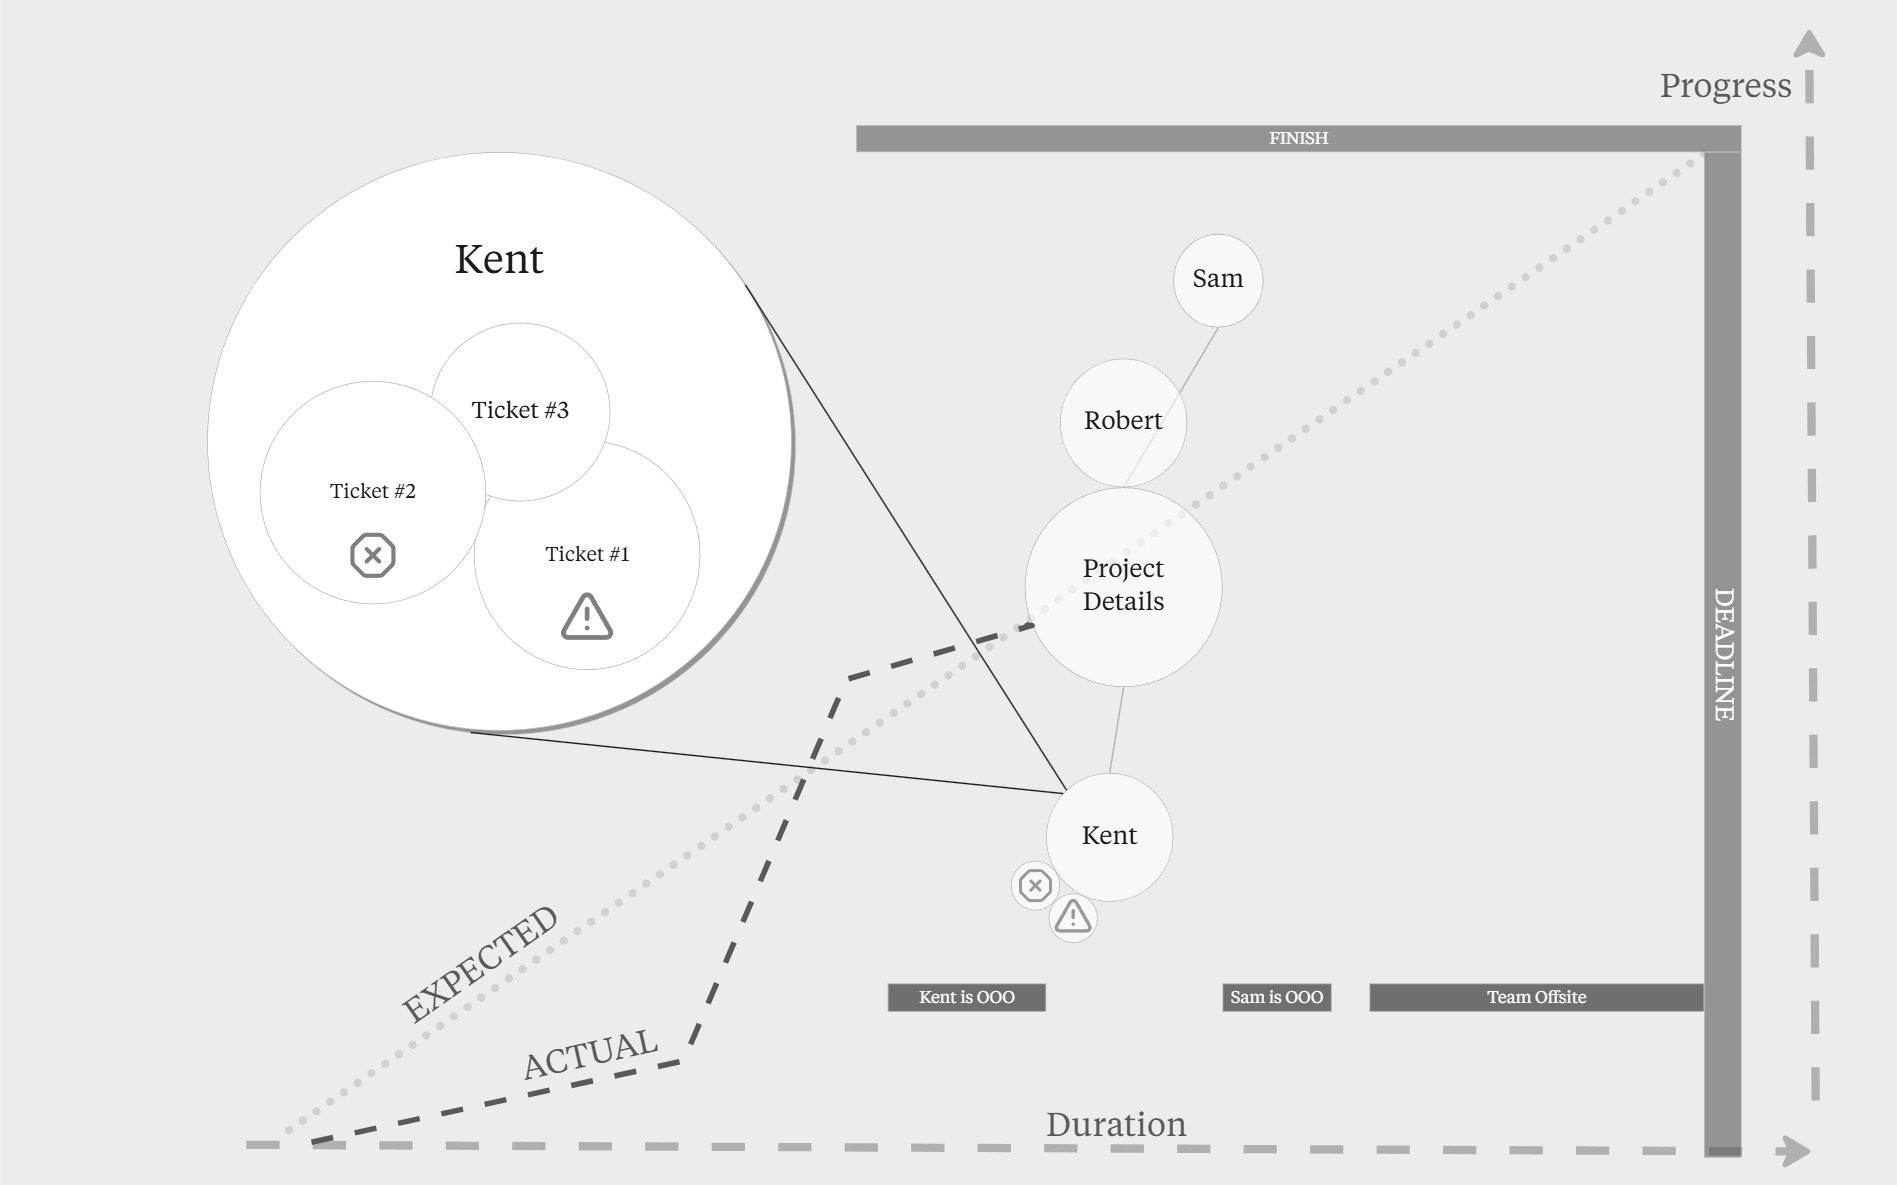 Progress
FINISH
Kent
Sam
Ticket #3
Robert
Ticket #2
Ticket #1
Project
Details
DEADLINE
Kent
EXPECTED
Kent is OOO
Sam is OOO
Team Offsite
ACTUAL
Duration